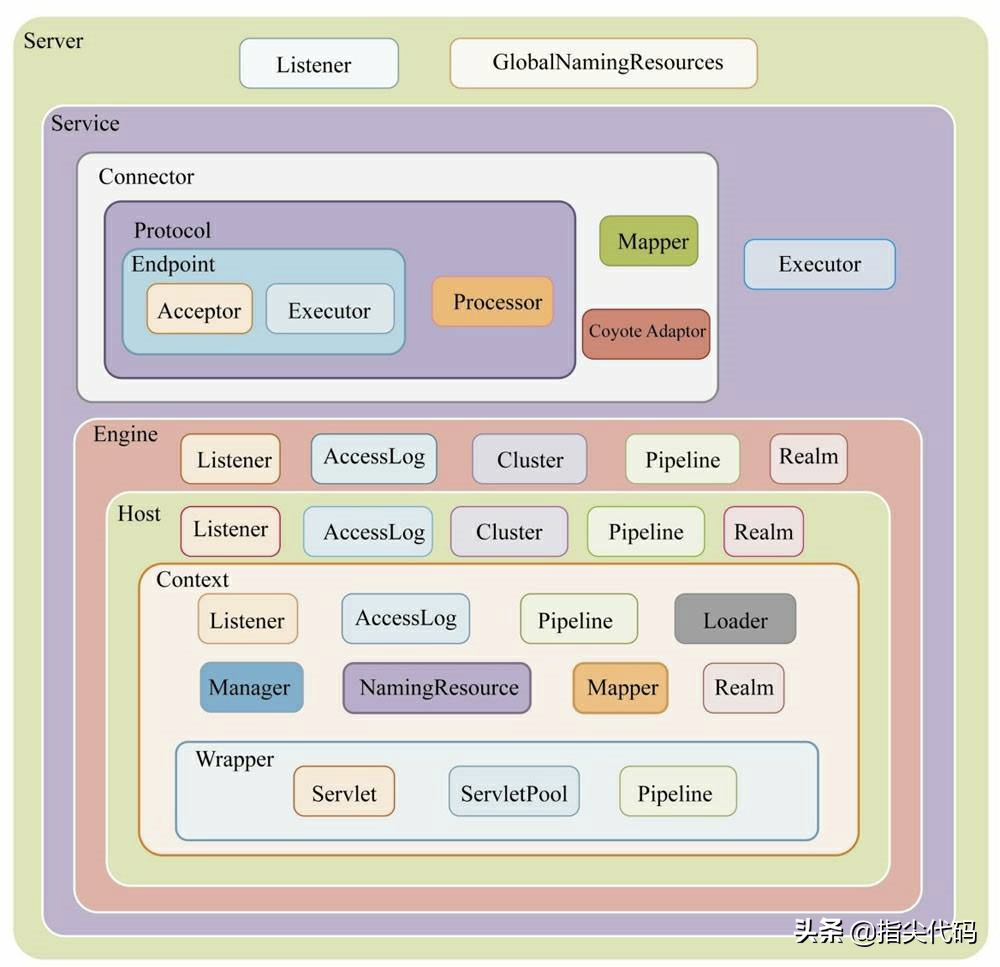 Server
Listener
GlobalNamingResources
Service
Connector
Protocol
Mapper
Executor
Endpoint
Acceptor
Executor
Processor
Coyote Adaptor
Engine
Listener
AccessLog
Cluster
Pipeline
Realm
Host
Listener
AccessLog
Cluster
Pipeline
Realm
Context
Listener
AccessLog
Pipeline
Loader
Manager
NamingResource
Mapper
Realm
Wrapper
Servlet
ServletPool
Pipeline
头条 @指尖代码